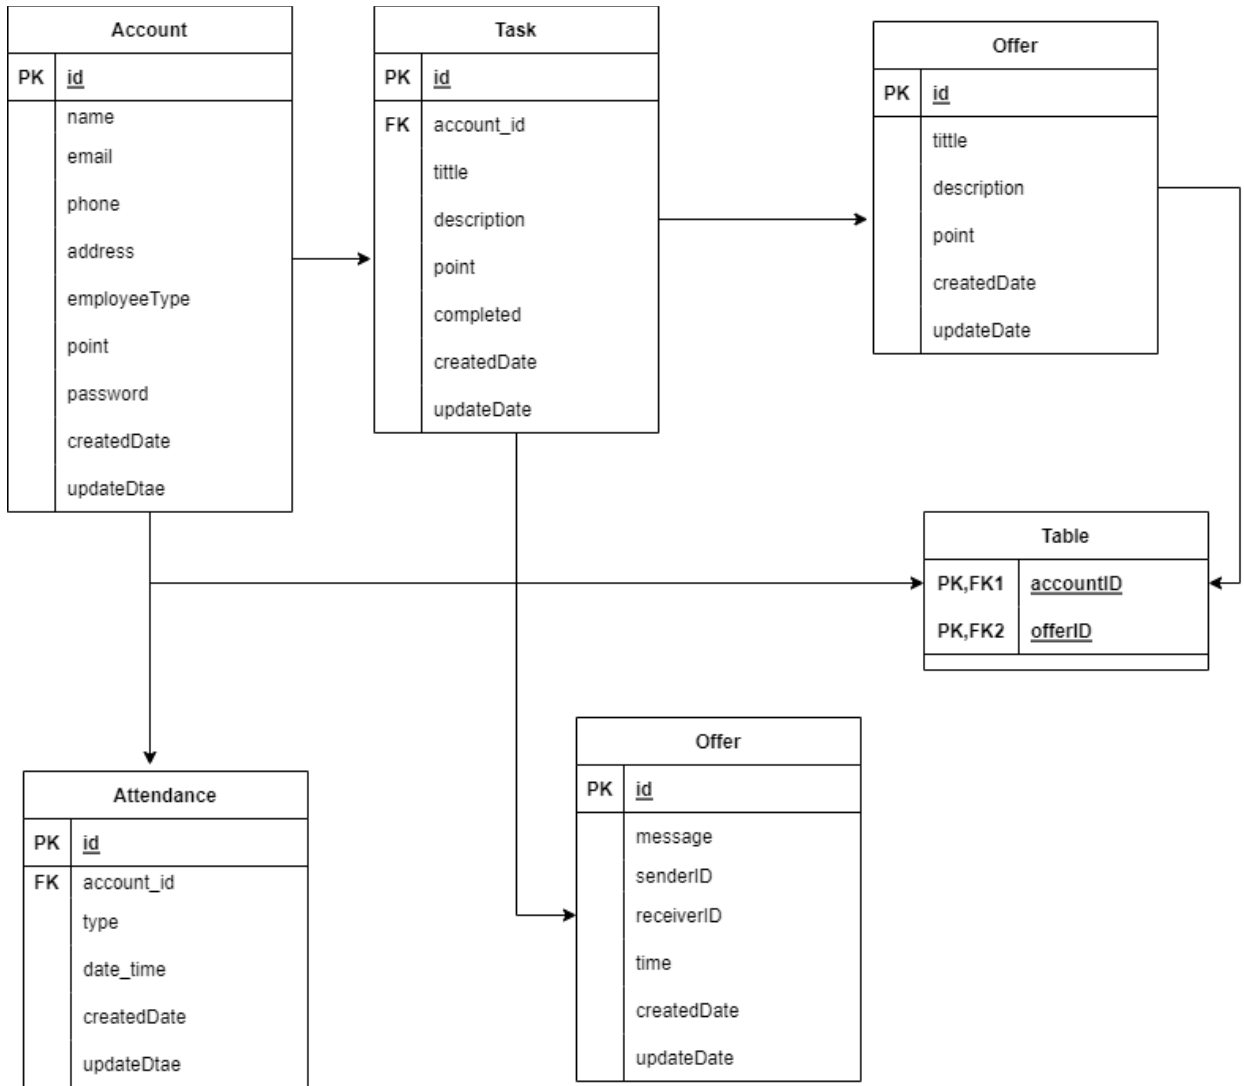 Account
PK id
name
email
phone
address
employeeType
point
password
createdDate
updateDtae
Task
PK id
FK account_id
tittle
description
point
completed
createdDate
updateDate
Offer
PK id
tittle
description
point
createdDate
updateDate
Table
PK,FK1 accountID
PK,FK2 offerID
Attendance
PK id
FK account_id
type
date_time
createdDate
updateDtae
Offer
PK id
message
senderID
receiverID
time
createdDate
updateDate